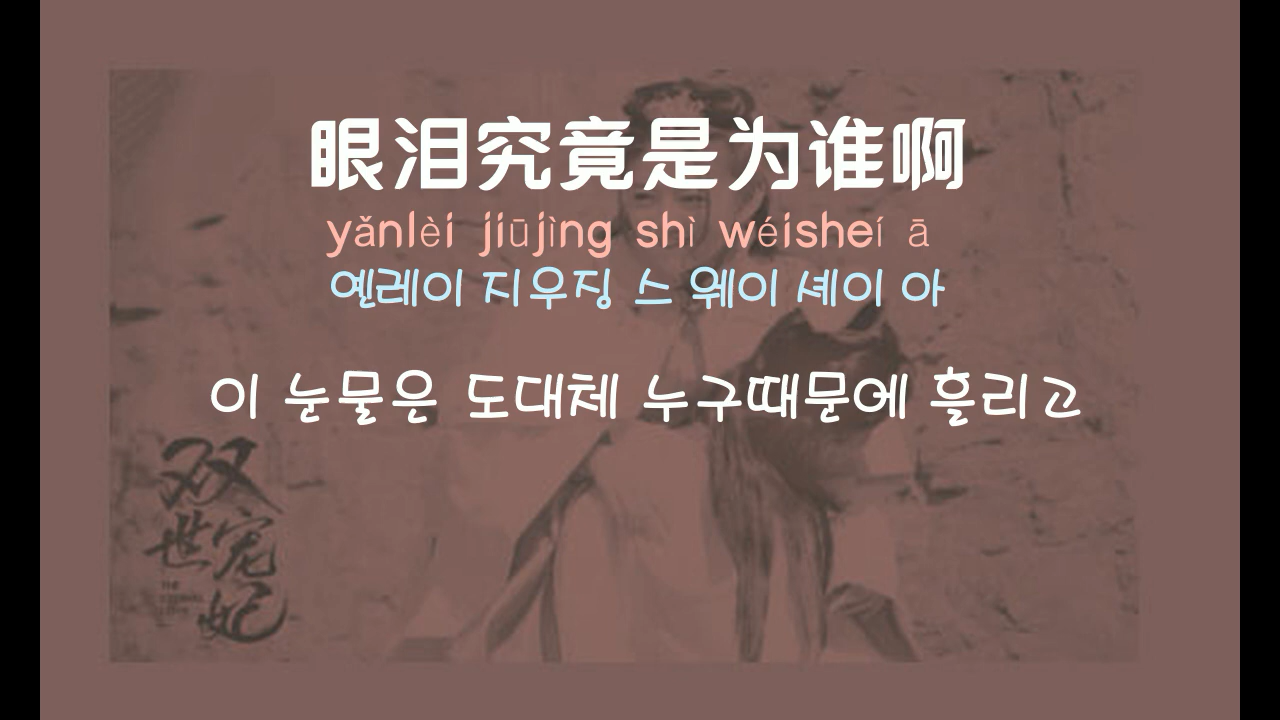 眼泪究竟是为谁啊
yǎnlèi jiūjìng shì wéisheí ā
옌레이 지우징 스 웨이 셰이 아
이 눈물은 도대체 누구때문에 흘리고
双
世宠
妃